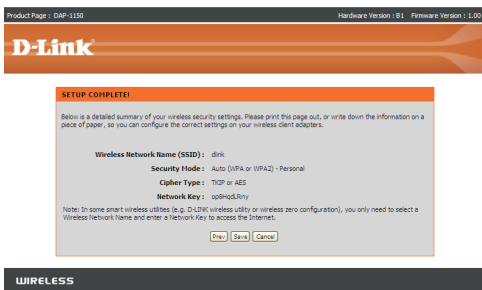 Product Page : DAP-1150 Hardware Version : B1 Firmware Version : 1.00
D-Link
SETUP COMPLETE!
Below is a detailed summary of your wireless security settings. Please print this page out, or write down the information on a
piece of paper, so you can configure the correct settings on your wireless client adapters.
Wireless Network Name (SSID) : dlink
Security Mode : Auto (WPA or WPA2) - Personal
Cipher Type : TKIP or AES
Network Key : op8HqdLRny
Note: In some smart wireless utilities (e.g. D-LINK wireless utility or wireless zero configuration), you only need to select a
Wireless Network Name and enter a Network Key to access the Internet.
Prev Save Cancel
WIRELESS